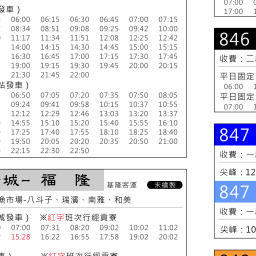 發車)
06:00 06:15 06:30 06:45 07:00 07:15
08:34 08:51 09:08 09:25 09:42 10:00
11:17 11:34 11:51 12:08 12:25 12:42
14:00 14:15 14:30 14:45 15:00 15:15
16:30 16:45 17:00 17:15 17:30 17:45
19:00 19:15 19:30 19:45 20:00 20:15
21:30 21:45 22:00
站發車)
06:50 07:05 07:20 07:35 07:50 08:05
09:24 09:41 09:58 10:15 10:37 10:55
12:12 12:29 12:46 13:03 13:20 13:37
14:55 15:10 15:20 15:40 15:55 16:10
17:25 17:40 17:55 18:10 18:25 18:40
19:50 20:05 20:20 20:35 20:50 21:00
22:15 22:30 22:50
城-福 隆
基隆客運
未繪製
漁市場-八斗子、瑞濱、南雅、和美
發車) ※紅字班次行經貢寮
07:00 07:31 08:20 09:02 10:02 11:02
15:28 16:22 16:55 17:58 19:02 20:02
※紅字班次行經貢寮
07:00
17:00
846
收費:二
平日固定
06:00
平日固定
07:00
847
收費:一
尖峰:12
847
收費:一
尖峰:10